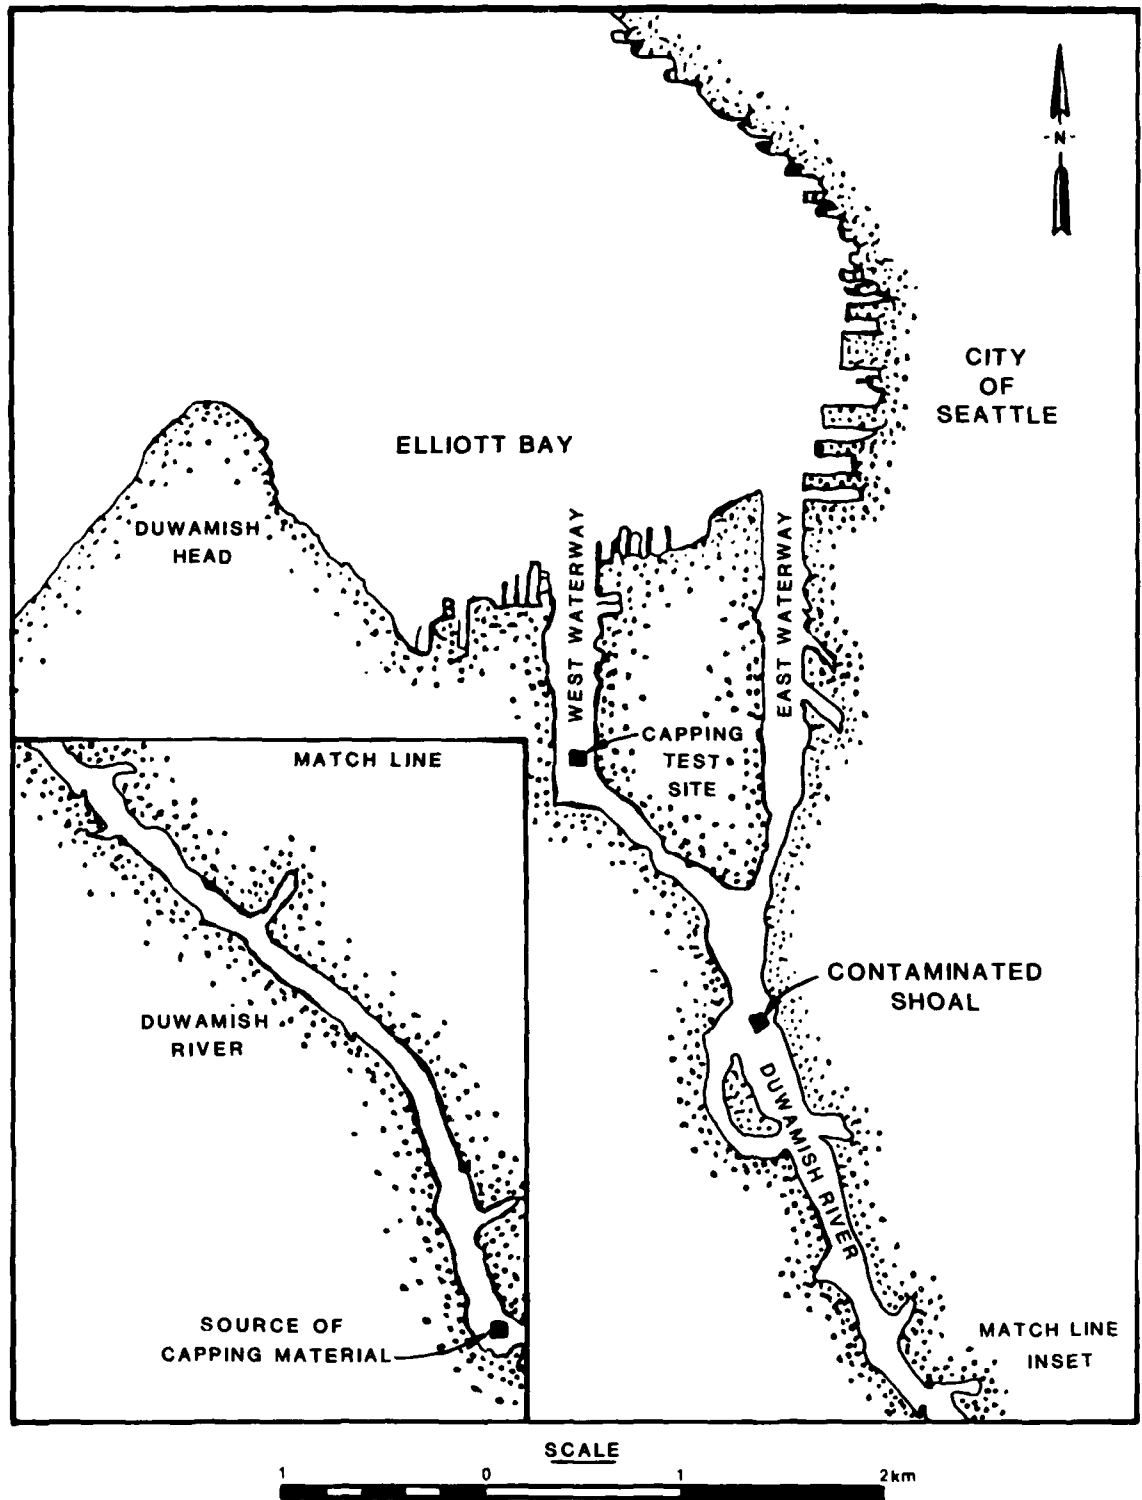 -N-
CITY
OF
SEATTLE
ELLIOTT BAY
DUWAMISH
HEAD
WEST WATERWAY
EAST WATERWAY
CAPPING
TEST
SITE
MATCH LINE
CONTAMINATED
SHOAL
DUWAMISH
RIVER
DUWAMISH RIVER
SOURCE OF
CAPPING MATERIAL
MATCH LINE
INSET
SCALE
1 0 1 2km